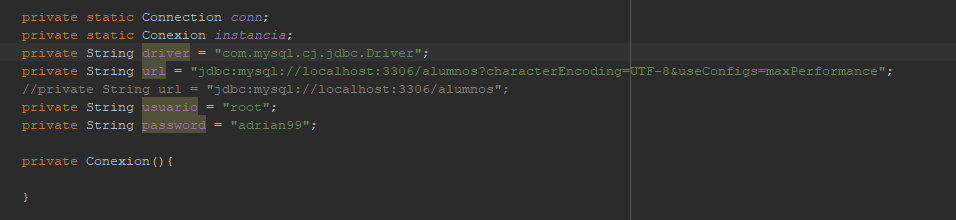 private static Connection conn;
private static Conexion instancia;
private String driver = "com.mysql.cj.jdbc.Driver";
private String url = "jdbc:mysql://localhost:3306/alumnos?characterEncoding=UTF-8&useConfigs=maxPerformance";
//private String url = "jdbc:mysql://localhost:3306/alumnos";
private String usuario = "root";
private String password = "adrian99";
private Conexion(){
}